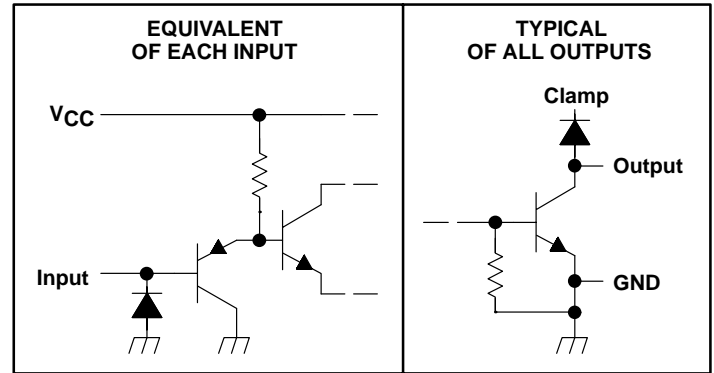 EQUIVALENT
OF EACH INPUT
VCC
Input
TYPICAL
OF ALL OUTPUTS
Clamp
Output
GND